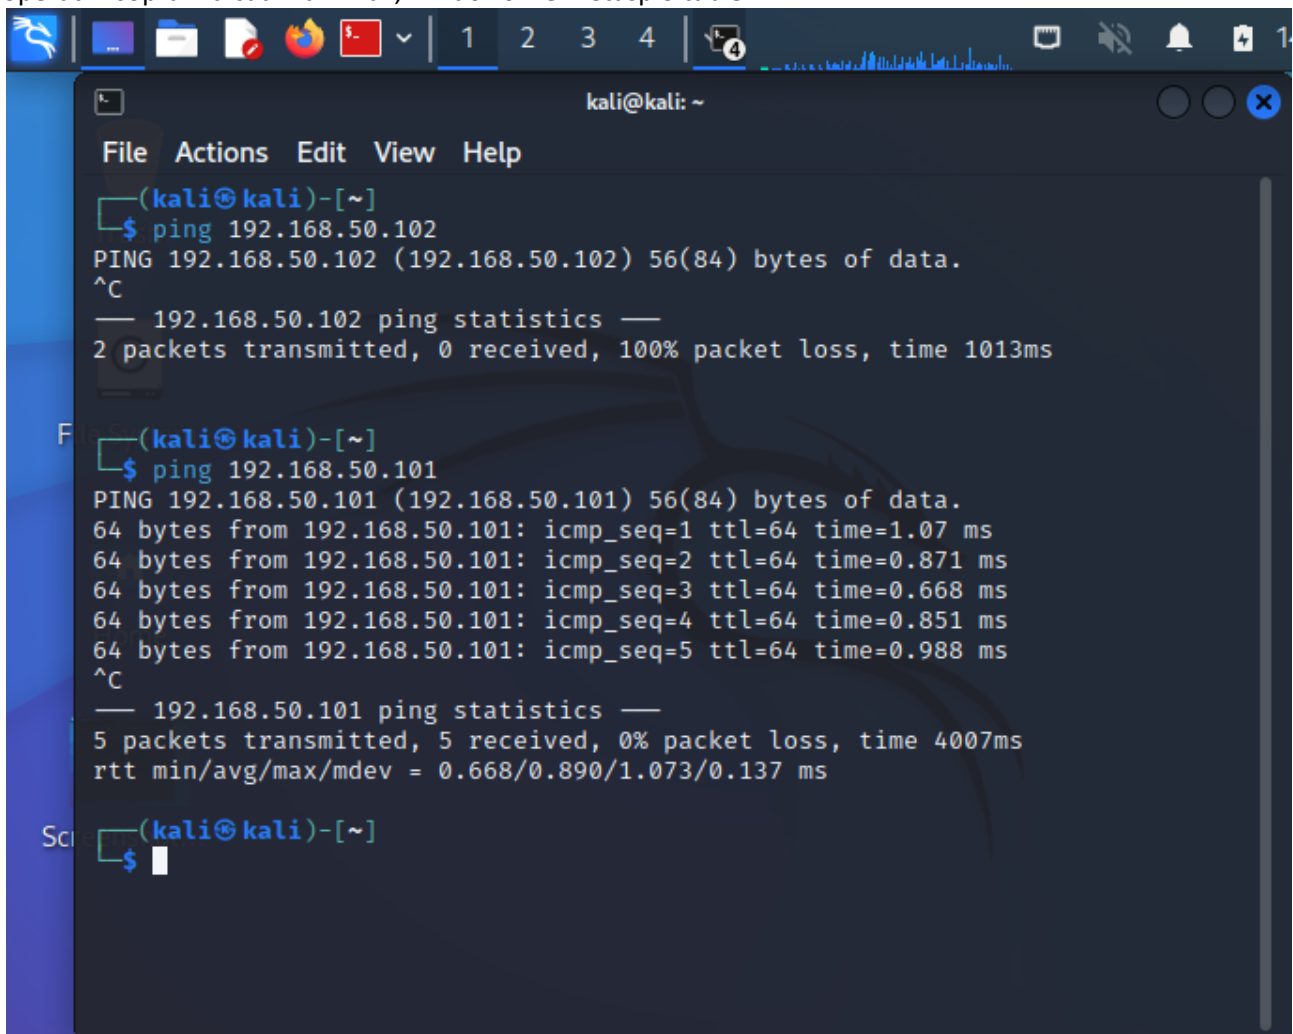 1 2 3 4
4
kali@kali: ~
File Actions Edit View Help
(kali㉿kali)-[~]
$ ping 192.168.50.102
PING 192.168.50.102 (192.168.50.102) 56(84) bytes of data.
^C
— 192.168.50.102 ping statistics —
2 packets transmitted, 0 received, 100% packet loss, time 1013ms
(kali㉿kali)-[~]
$ ping 192.168.50.101
PING 192.168.50.101 (192.168.50.101) 56(84) bytes of data.
64 bytes from 192.168.50.101: icmp_seq=1 ttl=64 time=1.07 ms
64 bytes from 192.168.50.101: icmp_seq=2 ttl=64 time=0.871 ms
64 bytes from 192.168.50.101: icmp_seq=3 ttl=64 time=0.668 ms
64 bytes from 192.168.50.101: icmp_seq=4 ttl=64 time=0.851 ms
64 bytes from 192.168.50.101: icmp_seq=5 ttl=64 time=0.988 ms
^C
— 192.168.50.101 ping statistics —
5 packets transmitted, 5 received, 0% packet loss, time 4007ms
rtt min/avg/max/mdev = 0.668/0.890/1.073/0.137 ms
(kali㉿kali)-[~]
$